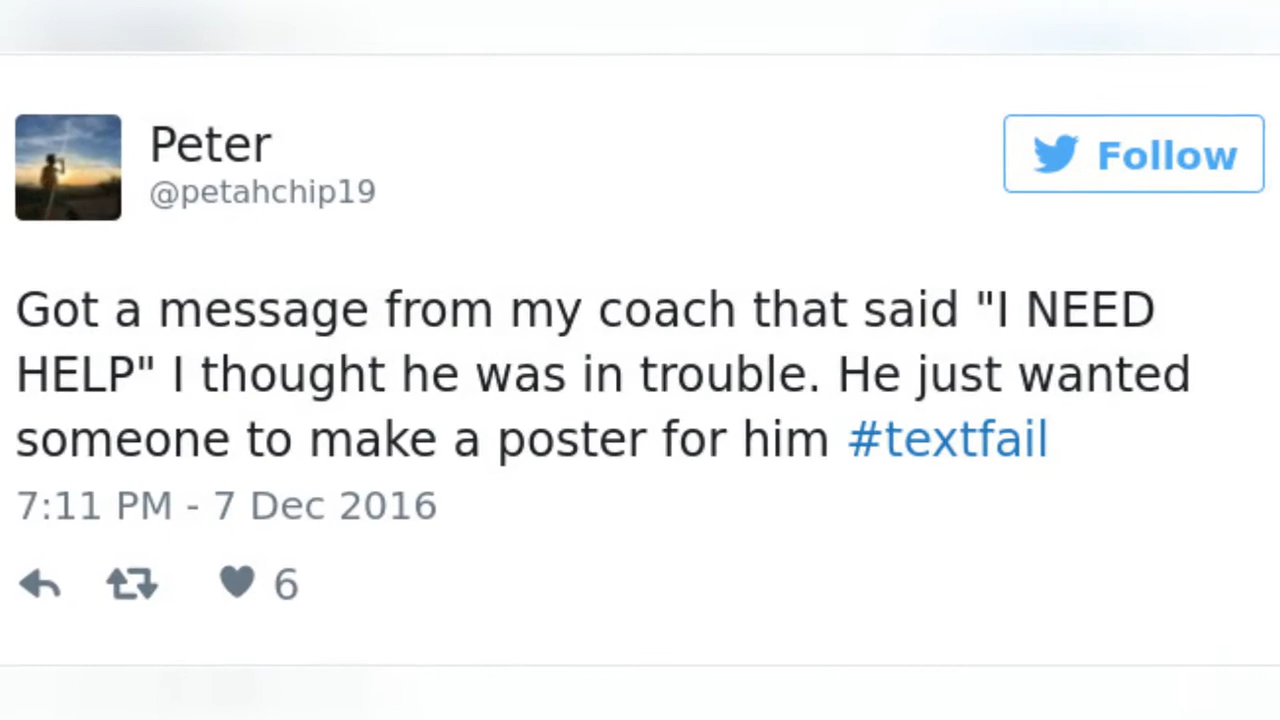 Peter
@petahchip19
Follow
Got a message from my coach that said "I NEED
HELP" I thought he was in trouble. He just wanted
someone to make a poster for him #textfail
7:11 PM - 7 Dec 2016
6